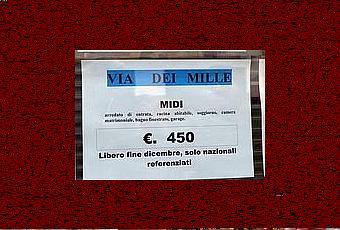 VIA DEI MILLE
MIDI
arredato di entrata, cucina abitabile, soggiorno, camera
matrimoniale, bagno finestrato, garage.
€. 450
Libero fine dicembre, solo nazionali
referenziati